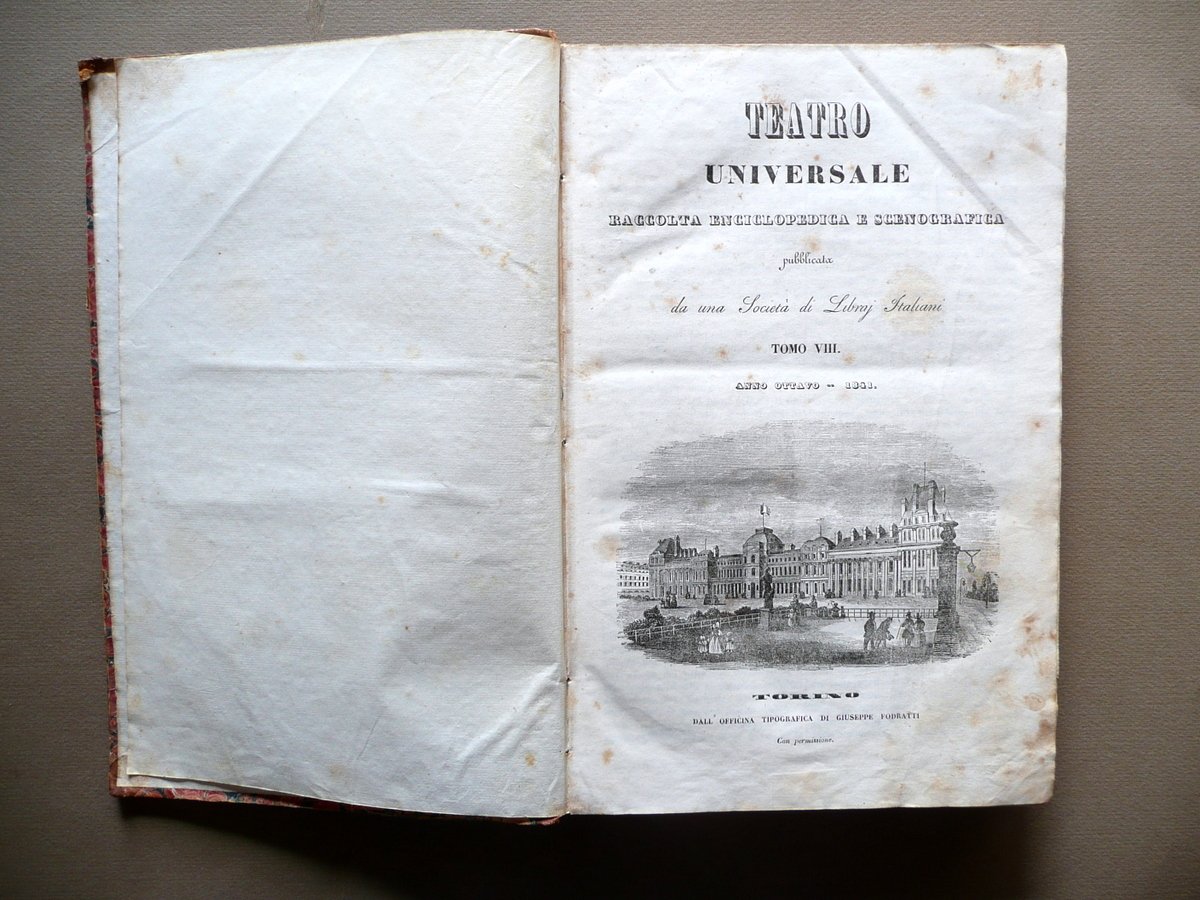 TEATRO
UNIVERSALE
RACCOLTA ENCICLOPEDICA E SCENOGRAFICA
pubblicata
da una Società di Libraj Italiani
TOMO VIII.
ANNO OTTAVO — 1841.
TORINO
DALL' OFFICINA TIPOGRAFICA DI GIUSEPPE FODRATTI
Con permissione.